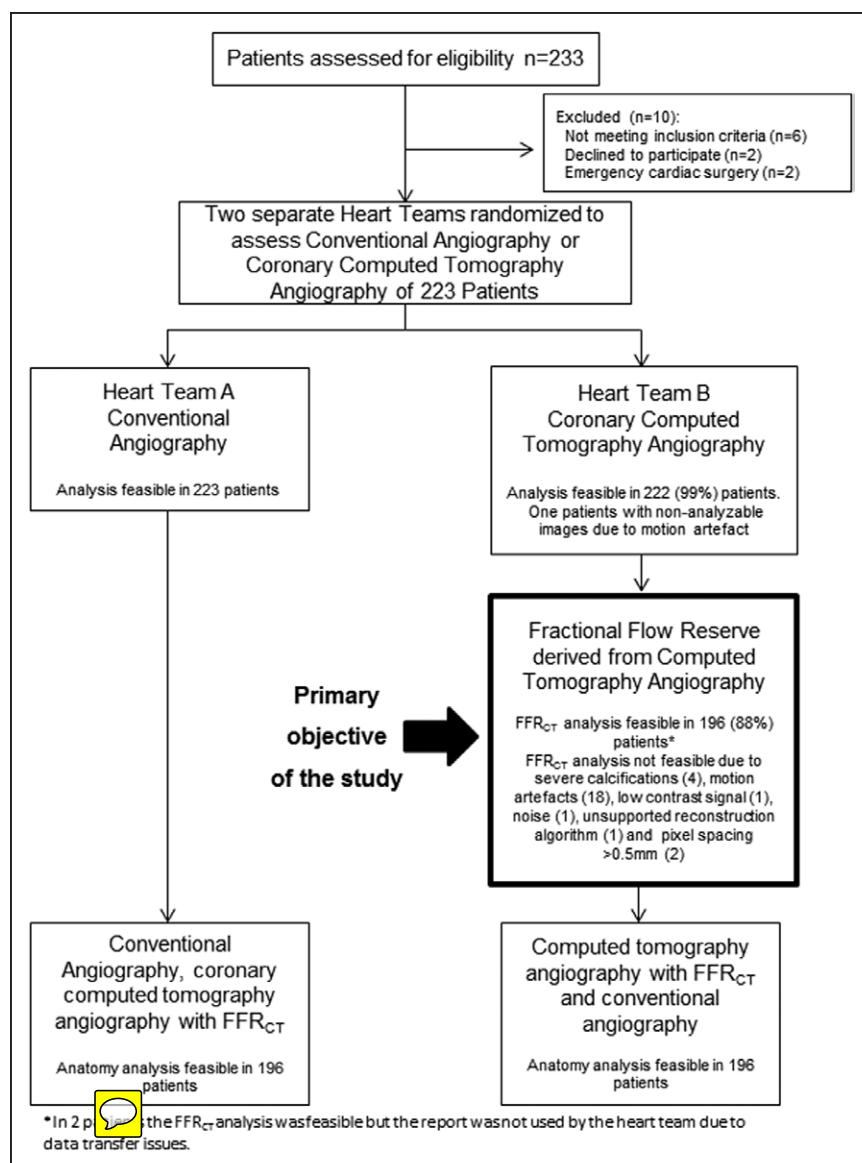 Patients assessed for eligibility n=233
Excluded (n=10):
Not meeting inclusion criteria (n=6)
Declined to participate (n=2)
Emergency cardiac surgery (n=2)
Two separate Heart Teams randomized to
assess Conventional Angiography or
Coronary Computed Tomography
Angiography of 223 Patients
Heart Team A
Conventional
Angiography
Analysis feasible in 223 patients
Heart Team B
Coronary Computed
Tomography Angiography
Analysis feasible in 222 (99%) patients.
One patients with non-analyzable
images due to motion artefact
Primary
objective
of the study
Fractional Flow Reserve
derived from Computed
Tomography Angiography
FFRCT analysis feasible in 196 (88%)
patients*
FFRCT analysis not feasible due to
severe calcifications (4), motion
artefacts (18), low contrast signal (1),
noise (1), unsupported reconstruction
algorithm (1) and pixel spacing
>0.5mm (2)
Conventional
Angiography, coronary
computed tomography
angiography with FFRCT
Anatomy analysis feasible in 196
patients
Computed tomography
angiography with FFRCT
and conventional
angiography
Anatomy analysis feasible in 196
patients
*In 2 the FFRCT analysis was feasible but the report was not used by the heart team due to
data transfer issues.